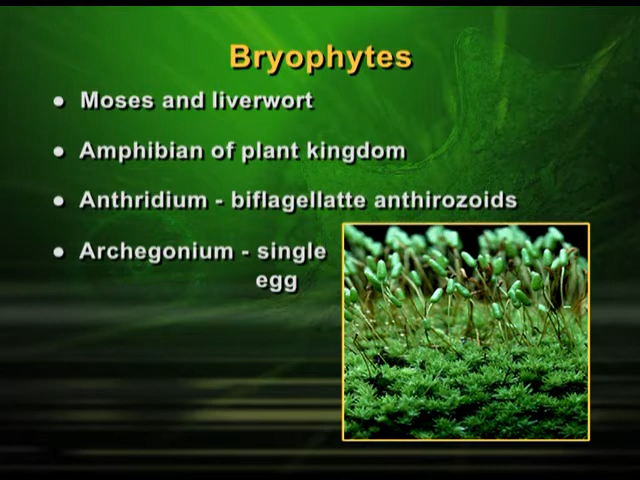 Bryophytes
• Moses and liverwort
• Amphibian of plant kingdom
• Anthridium - biflagellatte anthirozoids
• Archegonium - single
egg